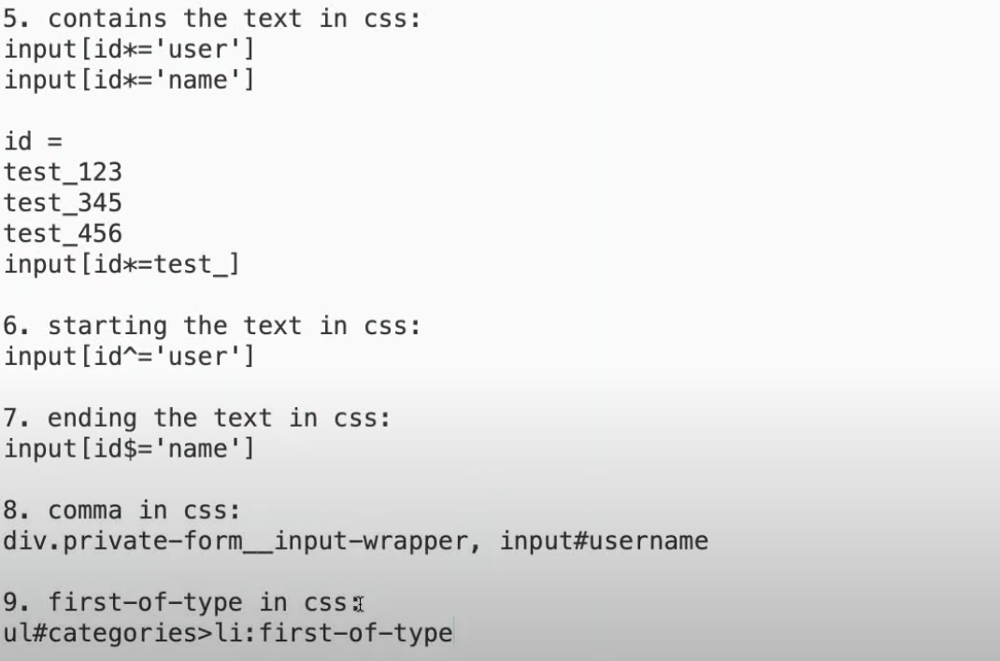 5. contains the text in css:
input[id*='user']
input[id*='name']
id =
test_123
test_345
test_456
input[id*=test_]
6. starting the text in css:
input[id^='user']
7. ending the text in css:
input[id$='name']
8. comma in css:
div.private-form__input-wrapper, input#username
9. first-of-type in css:
ul#categories>li:first-of-type